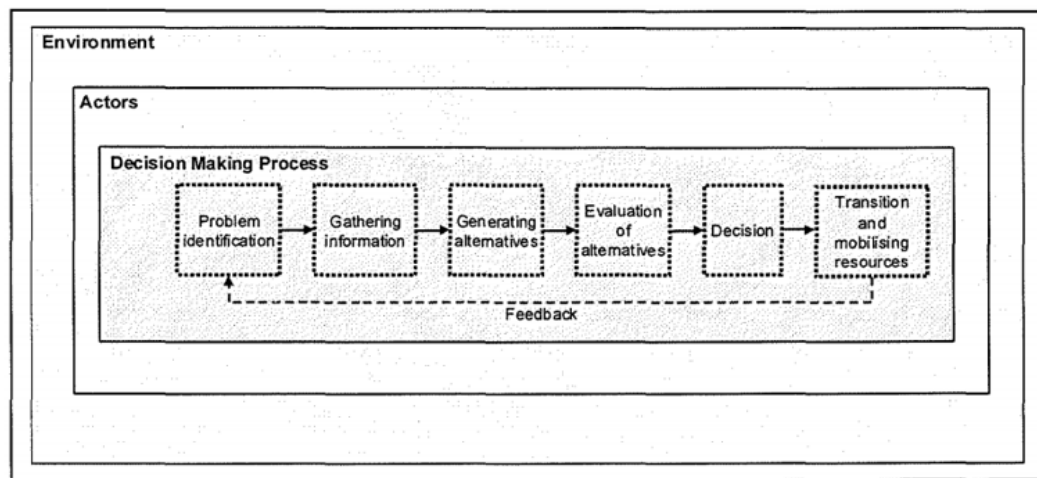 Environment
Actors
Decision Making Process
Problem
identification
Gathering
information
Generating
alternatives
Evaluation
of
alternatives
Decision
Transition
and
mobilising
resources
Feedback